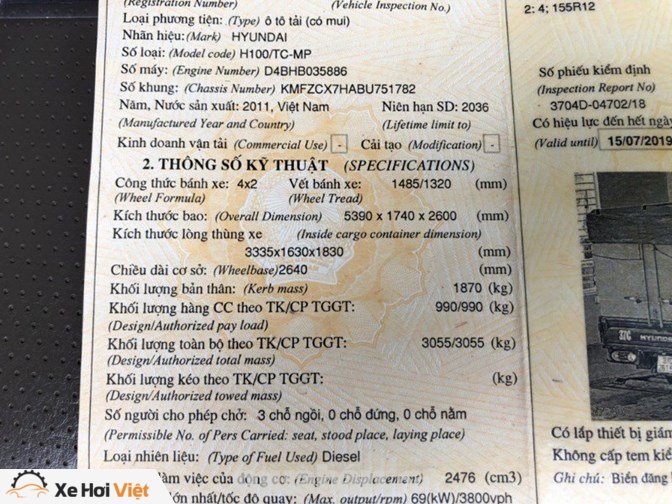 (Registration Number) (Vehicle Inspection No.)
Loại phương tiện: (Type) ô tô tải (có mui)
Nhãn hiệu: (Mark) HYUNDAI
Số loại: (Model code) H100/TC-MP
Số máy: (Engine Number) D4BHB035886
Số khung: (Chassis Number) KMFZCX7HABU751782
Năm, Nước sản xuất: 2011, Việt Nam Niên hạn SD: 2036
(Manufactured Year and Country) (Lifetime limit to)
Kinh doanh vận tải (Commercial Use) - Cải tạo (Modification) -
2. THÔNG SỐ KỸ THUẬT (SPECIFICATIONS)
Công thức bánh xe: 4x2 Vết bánh xe: 1485/1320 (mm)
(Wheel Formula) (Wheel Tread)
Kích thước bao: (Overall Dimension) 5390 x 1740 x 2600 (mm)
Kích thước lòng thùng xe (Inside cargo container dimension)
3335x1630x1830 (mm)
Chiều dài cơ sở: (Wheelbase) 2640 (mm)
Khối lượng bản thân: (Kerb mass) 1870 (kg)
Khối lượng hàng CC theo TK/CP TGGT: 990/990 (kg)
(Design/Authorized pay load)
Khối lượng toàn bộ theo TK/CP TGGT: 3055/3055 (kg)
(Design/Authorized total mass)
Khối lượng kéo theo TK/CP TGGT: (kg)
(Design/Authorized towed mass)
Số người cho phép chở: 3 chỗ ngồi, 0 chỗ đứng, 0 chỗ nằm
(Permissible No. of Pers Carried: seat, stood place, laying place)
Loại nhiên liệu: (Type of Fuel Used) Diesel
làm việc của động cơ: (Engine Displacement) 2476 (cm3)
lớn nhất/tốc độ quay: (Max. output/rpm) 69(kW)/3800vph
2: 4; 155R12
Số phiếu kiểm định
(Inspection Report No)
3704D-04702/18
Có hiệu lực đến hết ngày
(Valid until) 15/07/2019
HYUNDAI
Có lắp thiết bị giám
Không cấp tem kiể
Ghi chú: Biển đăng
Xe Hơi Việt